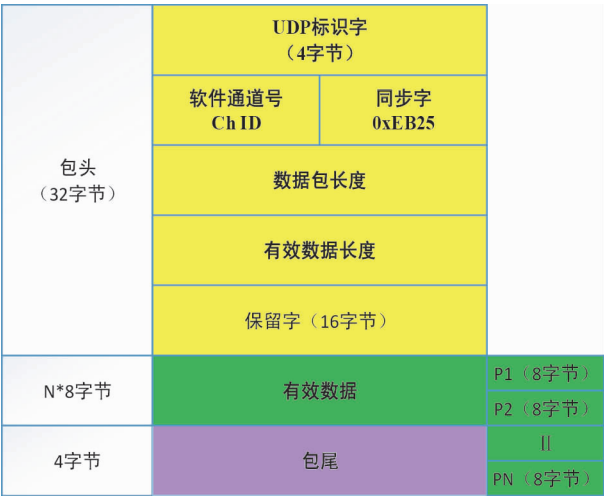 UDP标识字
（4字节）
软件通道号
Ch ID
同步字
0xEB25
包头
（32字节）
数据包长度
有效数据长度
保留字（16字节）
N*8字节
有效数据
P1（8字节）
P2（8字节）
4字节
包尾
||
PN（8字节）